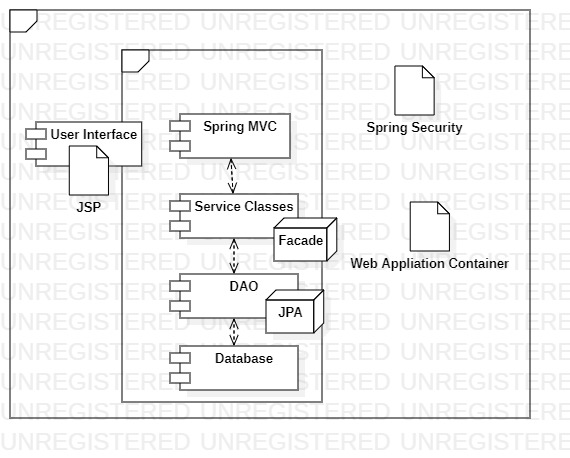 User Interface
JSP
Spring MVC
Service Classes
Facade
DAO
JPA
Database
Spring Security
Web Appliation Container
UNREGISTERED UNREGISTERED UNREGISTERED